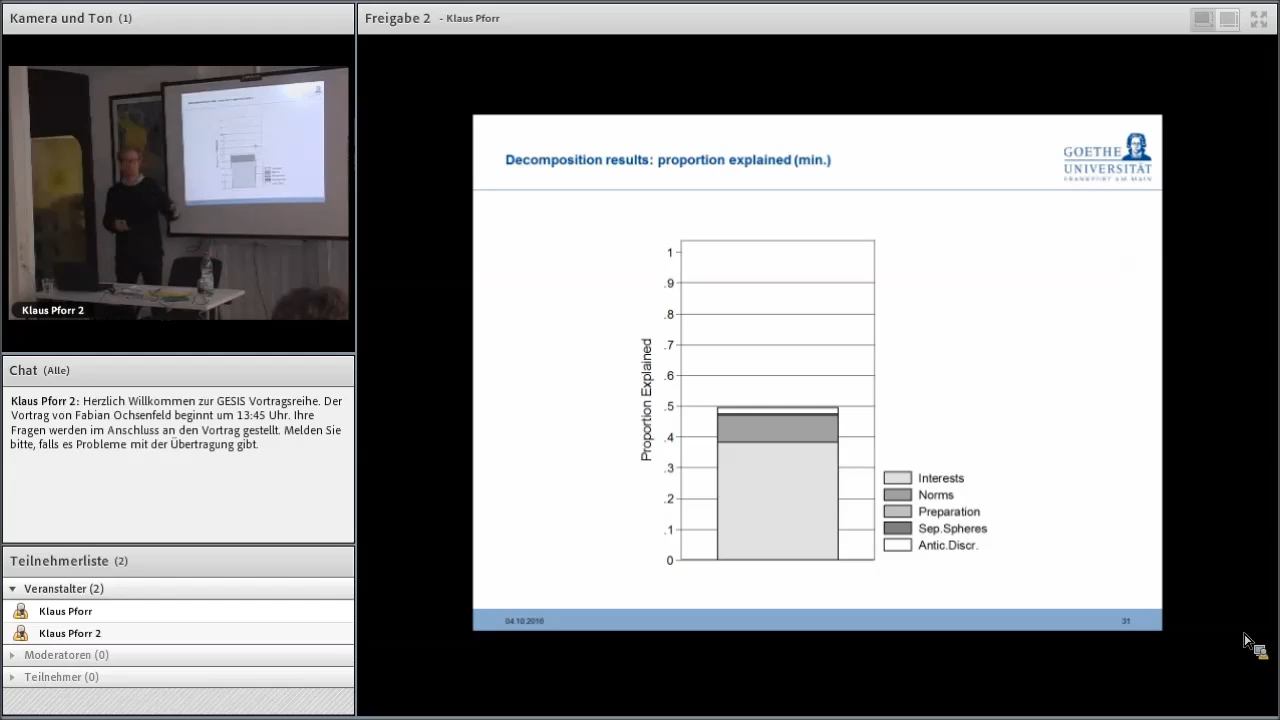 Kamera und Ton (1)
Klaus Pforr 2
Chat (Alle)
Klaus Pforr 2: Herzlich Willkommen zur GESIS Vortragsreihe. Der
Vortrag von Fabian Ochsenfeld beginnt um 13:45 Uhr. Ihre
Fragen werden im Anschluss an den Vortrag gestellt. Melden Sie
bitte, falls es Probleme mit der Übertragung gibt.
Teilnehmerliste (2)
Veranstalter (2)
Klaus Pforr
Klaus Pforr 2
Moderatoren (0)
Teilnehmer (0)
Freigabe 2 - Klaus Pforr
Decomposition results: proportion explained (min.)
GOETHE
UNIVERSITÄT
FRANKFURT AM MAIN
Proportion Explained
1
.9
.8
.7
.6
.5
.4
.3
.2
.1
0
Interests
Norms
Preparation
Sep.Spheres
Antic.Discr.
04.10.2016
31